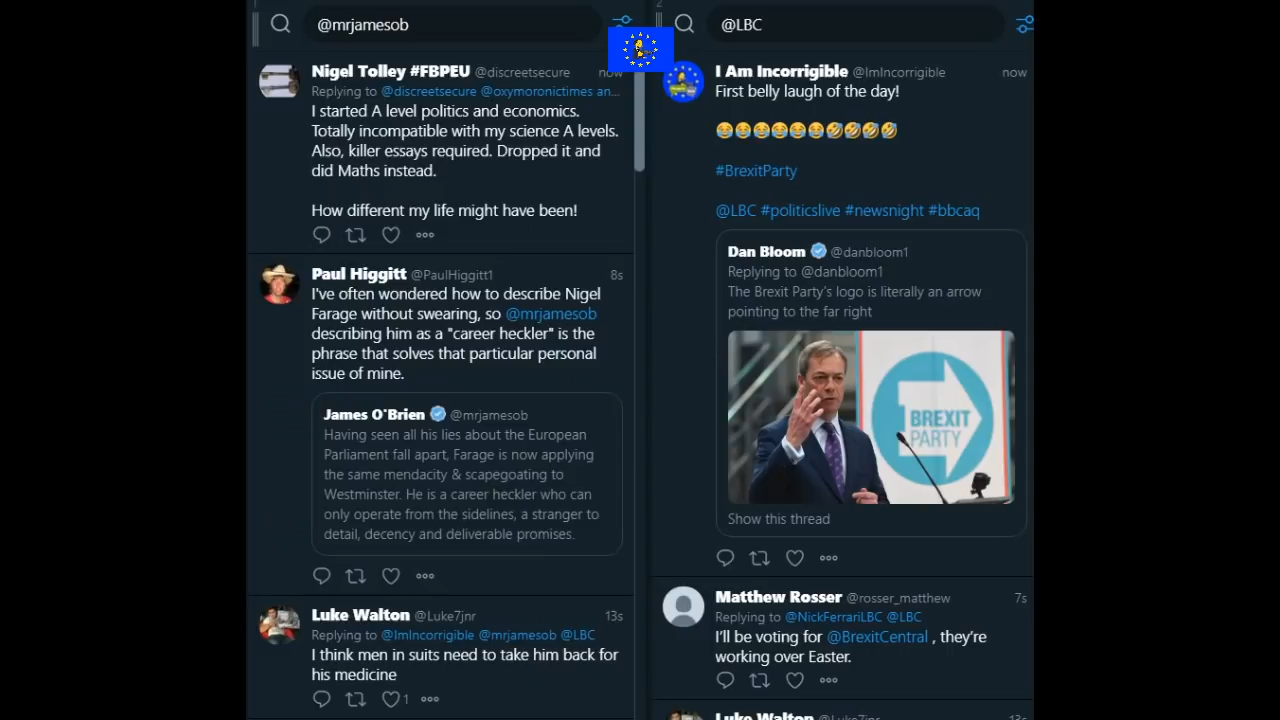 @mrjamesob
Nigel Tolley #FBPEU @discreetsecure now
Replying to @discreetsecure @oxymoronictimes an...
I started A level politics and economics.
Totally incompatible with my science A levels.
Also, killer essays required. Dropped it and
did Maths instead.
How different my life might have been!
Paul Higgitt @PaulHiggitt1 8s
I've often wondered how to describe Nigel
Farage without swearing, so @mrjamesob
describing him as a "career heckler" is the
phrase that solves that particular personal
issue of mine.
James O'Brien @mrjamesob
Having seen all his lies about the European
Parliament fall apart, Farage is now applying
the same mendacity & scapegoating to
Westminster. He is a career heckler who can
only operate from the sidelines, a stranger to
detail, decency and deliverable promises.
Luke Walton @Luke7jnr 13s
Replying to @ImIncorrigible @mrjamesob @LBC
I think men in suits need to take him back for
his medicine
1
2
@LBC
I Am Incorrigible @ImIncorrigible now
First belly laugh of the day!
😂😂😂😂😂😂🤣🤣🤣🤣
#BrexitParty
@LBC #politicslive #newsnight #bbcaq
Dan Bloom @danbloom1
Replying to @danbloom1
The Brexit Party's logo is literally an arrow
pointing to the far right
BREXIT
PARTY
Show this thread
Matthew Rosser @rosser_matthew 7s
Replying to @NickFerrariLBC @LBC
I'll be voting for @BrexitCentral , they're
working over Easter.
Luke Walton @Luke7jnr 13s